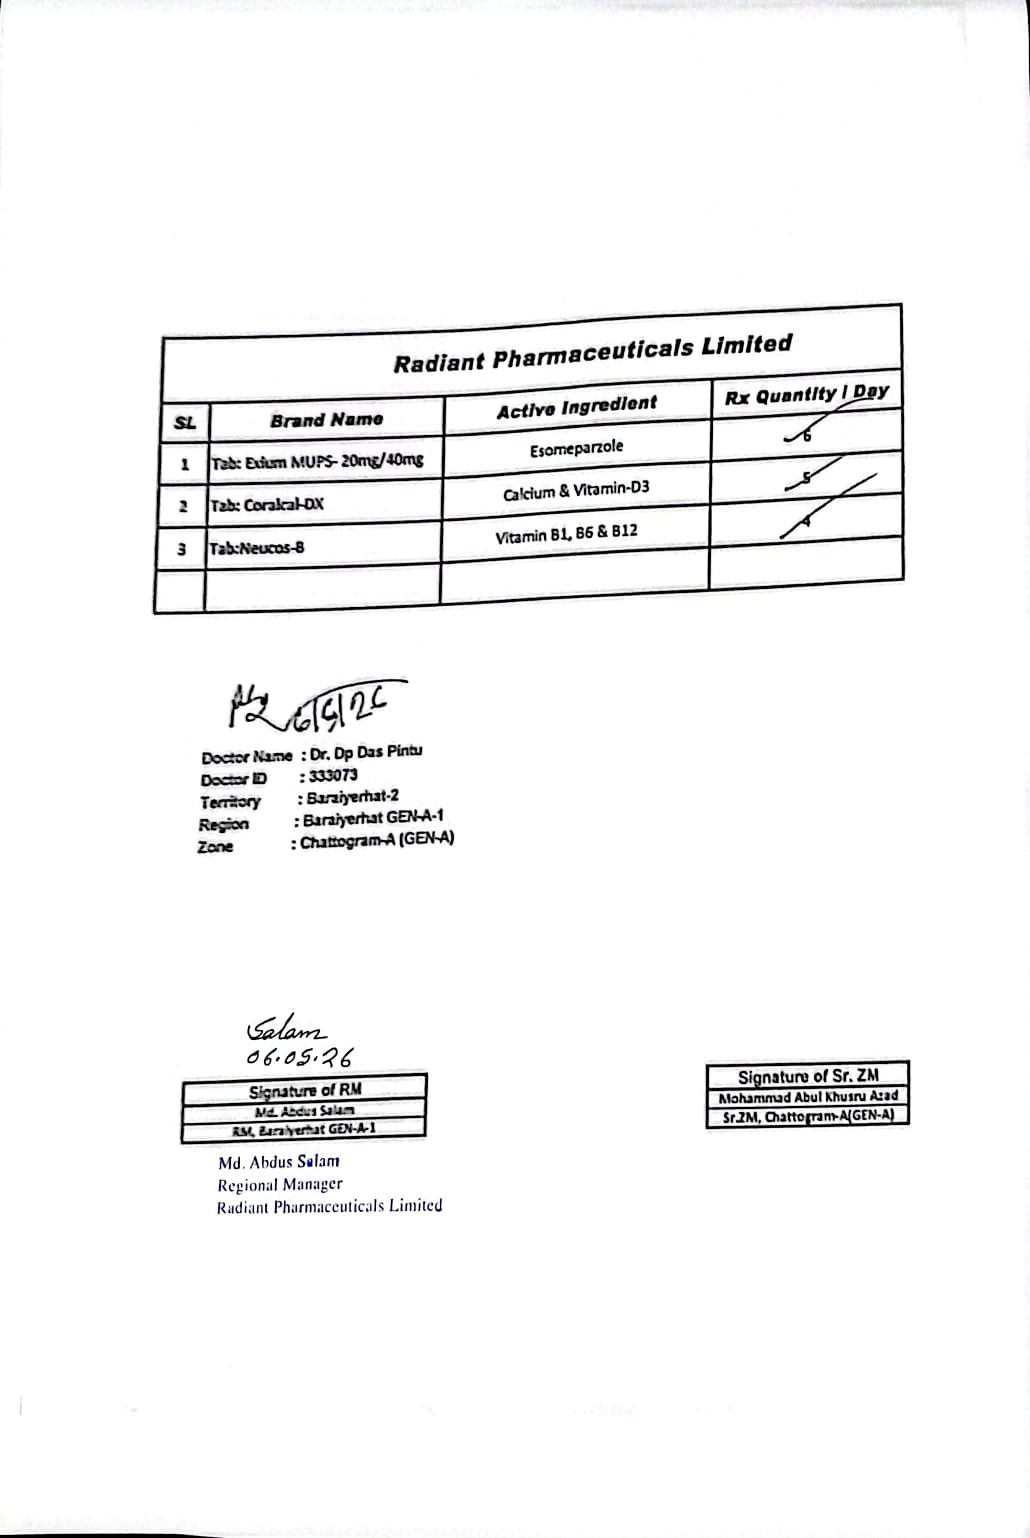 Radiant Pharmaceuticals Limited
SL Brand Name Active Ingredient Rx Quantity / Day
1 Tab: Exium MUPS- 20mg/40mg Esomeparzole 6
2 Tab: Coralcal-DX Calcium & Vitamin-D3 5
3 Tab:Neucos-B Vitamin B1, B6 & B12 4
6/5/26
Doctor Name : Dr. Dp Das Pintu
Doctor ID : 333073
Territory : Baraiyerhat-2
Region : Baraiyerhat GEN-A-1
Zone : Chattogram-A (GEN-A)
Salam
06.05.26
Signature of RM
Md. Abdus Salam
RM, Baraiyerhat GEN-A-1
Md. Abdus Salam
Regional Manager
Radiant Pharmaceuticals Limited
Signature of Sr. ZM
Mohammad Abul Khusru Azad
Sr.ZM, Chattogram-A(GEN-A)